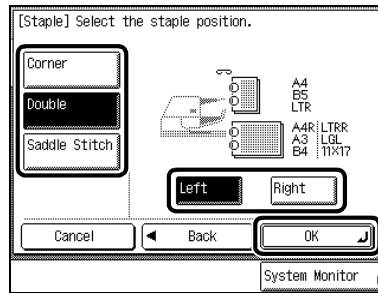 [Staple] Select the staple position.
Corner
Double
Saddle Stitch
A4
B5
LTR
A4R LTRR
A3 LGL
B4 11X17
Left Right
Cancel Back OK
System Monitor